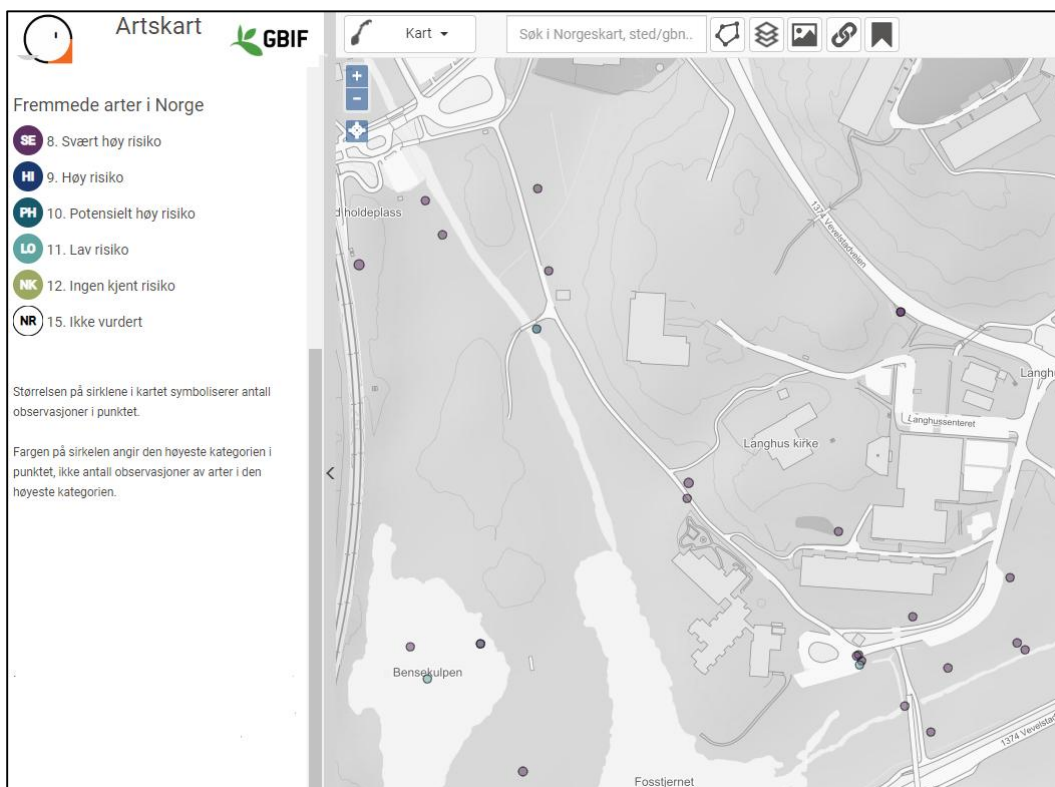 Artskart
GBIF
Kart
Søk i Norgeskart, sted/gbn..
Fremmede arter i Norge
SE 8. Svært høy risiko
HI 9. Høy risiko
PH 10. Potensielt høy risiko
LO 11. Lav risiko
NK 12. Ingen kjent risiko
NR 15. Ikke vurdert
Størrelsen på sirklene i kartet symboliserer antall
observasjoner i punktet.
Fargen på sirkelen angir den høyeste kategorien i
punktet, ikke antall observasjoner av arter i den
høyeste kategorien.
+
−
d holdeplass
1374 Vevelstadveien
Langhu
Langhussenteret
Langhus kirke
Bensekulpen
1374 Vevelstad
Fosstjernet